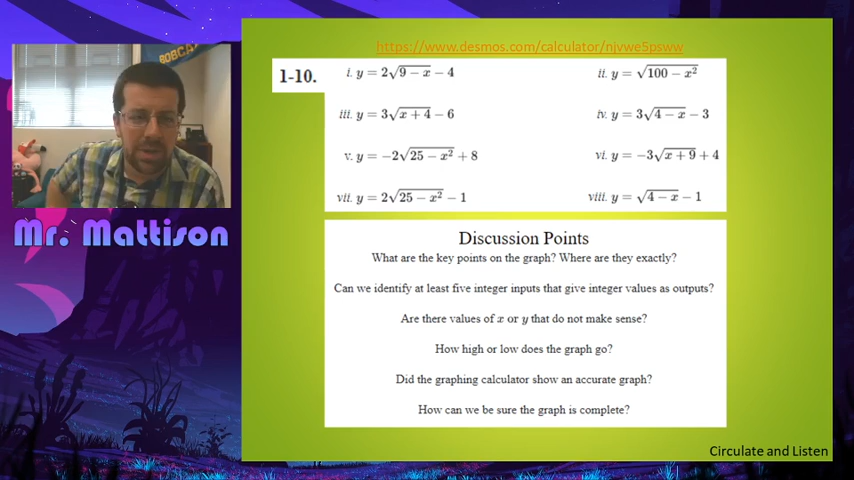 https://www.desmos.com/calculator/njvwe5psww
1-10.
i. y = 2√(9 − x) − 4
ii. y = √(100 − x²)
iii. y = 3√(x + 4) − 6
iv. y = 3√(4 − x) − 3
v. y = −2√(25 − x²) + 8
vi. y = −3√(x + 9) + 4
vii. y = 2√(25 − x²) − 1
viii. y = √(4 − x) − 1
Mr. Mattison
Discussion Points
What are the key points on the graph? Where are they exactly?
Can we identify at least five integer inputs that give integer values as outputs?
Are there values of x or y that do not make sense?
How high or low does the graph go?
Did the graphing calculator show an accurate graph?
How can we be sure the graph is complete?
Circulate and Listen